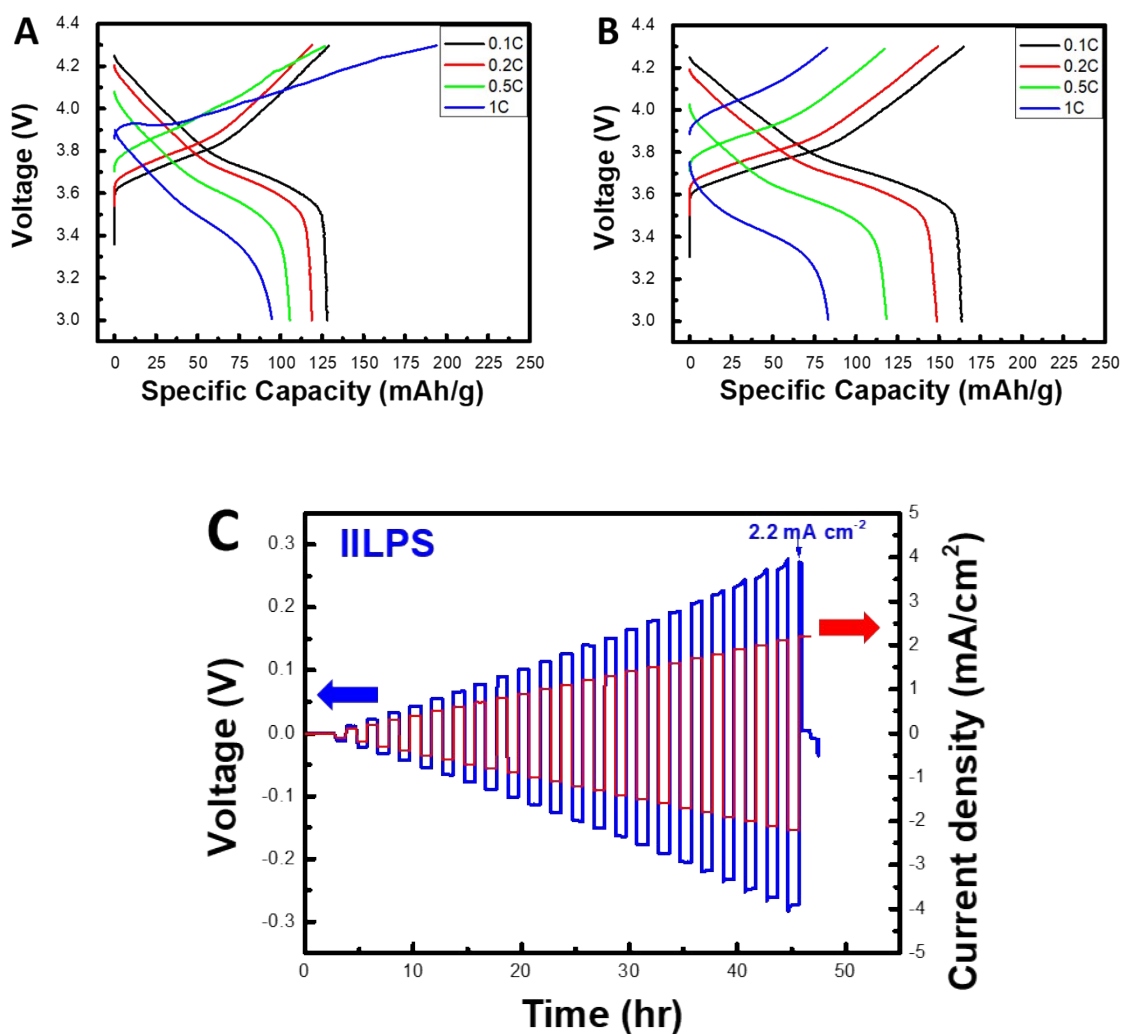 A
4.4
4.2
4.0
3.8
3.6
3.4
3.2
3.0
Voltage (V)
0.1C
0.2C
0.5C
1C
0 25 50 75 100 125 150 175 200 225 250
Specific Capacity (mAh/g)
B
4.4
4.2
4.0
3.8
3.6
3.4
3.2
3.0
Voltage (V)
0.1C
0.2C
0.5C
1C
0 25 50 75 100 125 150 175 200 225 250
Specific Capacity (mAh/g)
C
IILPS
2.2 mA cm⁻²
0.3
0.2
0.1
0.0
-0.1
-0.2
-0.3
Voltage (V)
5
4
3
2
1
0
-1
-2
-3
-4
-5
Current density (mA/cm²)
0 10 20 30 40 50
Time (hr)